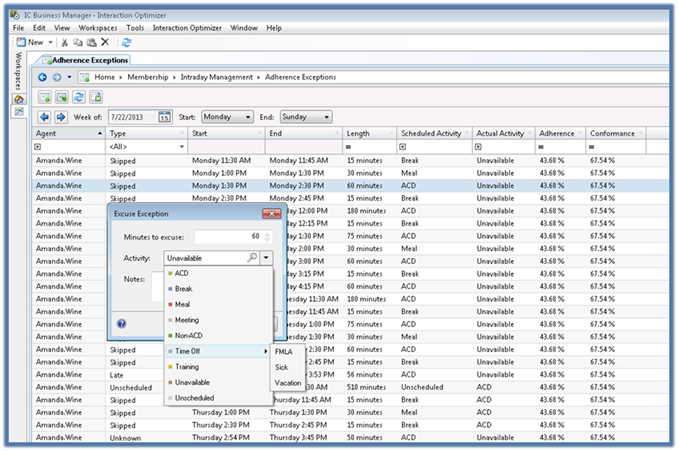 IC Business Manager - Interaction Optimizer
File Edit View Workspaces Tools Interaction Optimizer Window Help
New
Workspaces
Adherence Exceptions
Home Membership Intraday Management Adherence Exceptions
Week of: 7/22/2013 15 Start: Monday End: Sunday
Agent Type Start End Length Scheduled Activity Actual Activity Adherence Conformance
<All> = = =
Amanda.Wine Skipped Monday 11:30 AM Monday 11:45 AM 15 minutes Break Unavailable 43.68 % 67.54 %
Amanda.Wine Skipped Monday 1:00 PM Monday 1:30 PM 30 minutes Meal Unavailable 43.68 % 67.54 %
Amanda.Wine Skipped Monday 1:30 PM Monday 2:30 PM 60 minutes ACD Unavailable 43.68 % 67.54 %
Amanda.Wine Skipped Monday 2:30 PM Monday 2:45 PM 15 minutes Break Unavailable 43.68 % 67.54 %
Amanda.Wine 12:00 PM 180 minutes ACD Unavailable 43.68 % 67.54 %
Amanda.Wine 12:15 PM 15 minutes Break Unavailable 43.68 % 67.54 %
Amanda.Wine 1:30 PM 75 minutes ACD Unavailable 43.68 % 67.54 %
Amanda.Wine 2:00 PM 30 minutes Meal Unavailable 43.68 % 67.54 %
Amanda.Wine 3:00 PM 60 minutes ACD Unavailable 43.68 % 67.54 %
Amanda.Wine 3:15 PM 15 minutes Break Unavailable 43.68 % 67.54 %
Amanda.Wine 4:15 PM 60 minutes ACD Unavailable 43.68 % 67.54 %
Amanda.Wine 11:30 AM 180 minutes ACD Unavailable 43.68 % 67.54 %
Amanda.Wine 11:45 AM 15 minutes Break Unavailable 43.68 % 67.54 %
Amanda.Wine 1:00 PM 75 minutes ACD Unavailable 43.68 % 67.54 %
Amanda.Wine 1:30 PM 30 minutes Meal Unavailable 43.68 % 67.54 %
Amanda.Wine Skipped 2:30 PM 60 minutes ACD Unavailable 43.68 % 67.54 %
Amanda.Wine Skipped 2:45 PM 15 minutes Break Unavailable 43.68 % 67.54 %
Amanda.Wine Late 3:53 PM 56 minutes ACD Unavailable 43.68 % 67.54 %
Amanda.Wine Unscheduled AM 510 minutes Unscheduled ACD 43.68 % 67.54 %
Amanda.Wine Skipped 11:45 AM 15 minutes Break ACD 43.68 % 67.54 %
Amanda.Wine Skipped Thursday 1:00 PM Thursday 1:30 PM 30 minutes Meal ACD 43.68 % 67.54 %
Amanda.Wine Skipped Thursday 2:30 PM Thursday 2:45 PM 15 minutes Break ACD 43.68 % 67.54 %
Amanda.Wine Unknown Thursday 2:54 PM Thursday 3:45 PM 50 minutes ACD Unavailable 43.68 % 67.54 %
Excuse Exception
Minutes to excuse: 60
Activity: Unavailable
Notes:
ACD
Break
Meal
Meeting
Non-ACD
Time Off
Training
Unavailable
Unscheduled
FMLA
Sick
Vacation